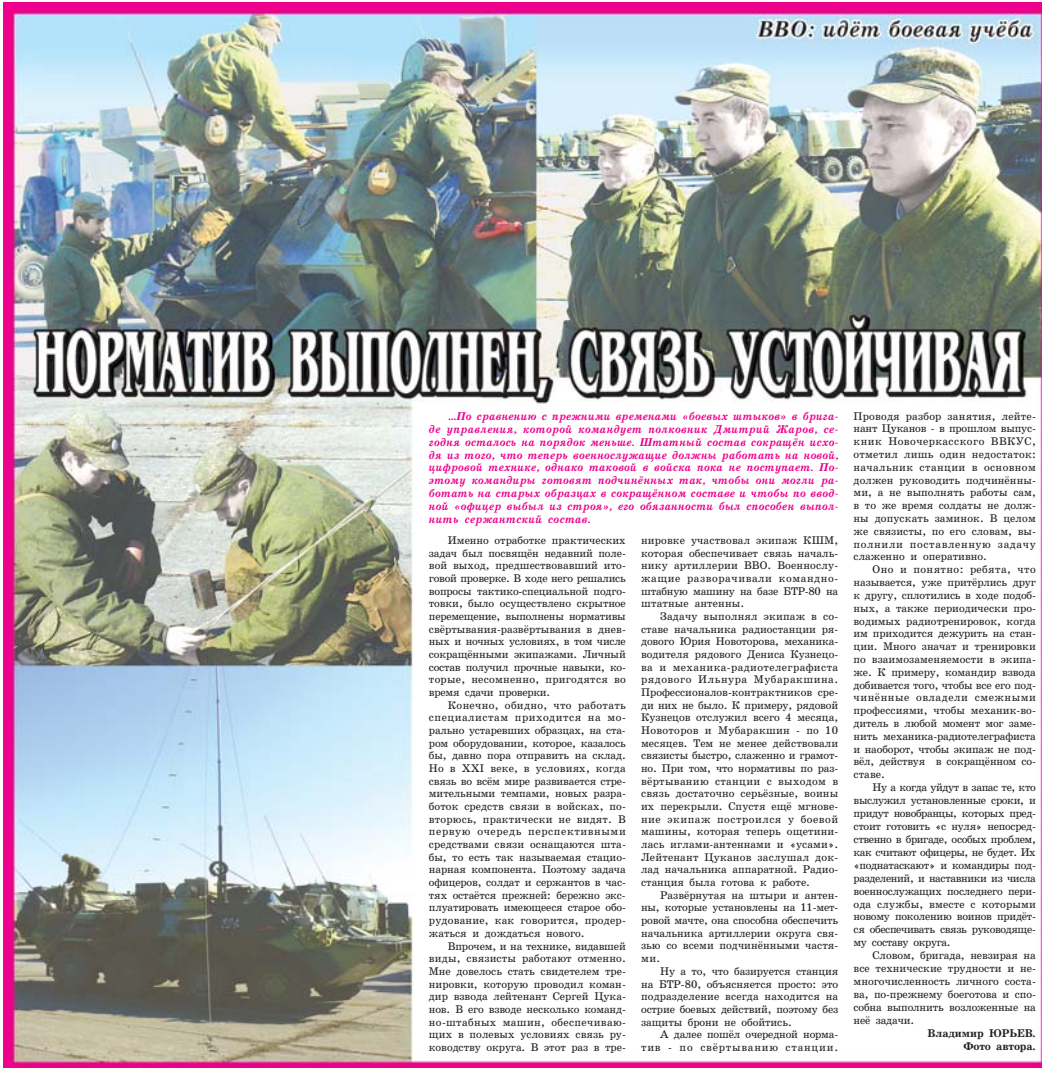 ВВО: идёт боевая учёба
НОРМАТИВ ВЫПОЛНЕН, СВЯЗЬ УСТОЙЧИВАЯ
...По сравнению с прежними временами «боевых штыков» в брига-
де управления, которой командует полковник Дмитрий Жаров, се-
годня осталось на порядок меньше. Штатный состав сокращён исхо-
дя из того, что теперь военнослужащие должны работать на новой,
цифровой технике, однако таковой в войска пока не поступает. По-
этому командиры готовят подчинённых так, чтобы они могли ра-
ботать на старых образцах в сокращённом составе и чтобы по ввод-
ной «офицер выбыл из строя», его обязанности был способен выпол-
нить сержантский состав.
Именно отработке практических
задач был посвящён недавний поле-
вой выход, предшествовавший ито-
говой проверке. В ходе него решались
вопросы тактико-специальной подго-
товки, было осуществлено скрытное
перемещение, выполнены нормативы
свёртывания-развёртывания в днев-
ных и ночных условиях, в том числе
сокращёнными экипажами. Личный
состав получил прочные навыки, ко-
торые, несомненно, пригодятся во
время сдачи проверки.
Конечно, обидно, что работать
специалистам приходится на мо-
рально устаревших образцах, на ста-
ром оборудовании, которое, казалось
бы, давно пора отправить на склад.
Но в XXI веке, в условиях, когда
связь во всём мире развивается стре-
мительными темпами, новых разра-
боток средств связи в войсках, по-
вторюсь, практически не видят. В
первую очередь перспективными
средствами связи оснащаются шта-
бы, то есть так называемая стацио-
нарная компонента. Поэтому задача
офицеров, солдат и сержантов в час-
тях остаётся прежней: бережно экс-
плуатировать имеющееся старое обо-
рудование, как говорится, продер-
жаться и дождаться нового.
Впрочем, и на технике, видавшей
виды, связисты работают отменно.
Мне довелось стать свидетелем тре-
нировки, которую проводил коман-
дир взвода лейтенант Сергей Цука-
нов. В его взводе несколько команд-
но-штабных машин, обеспечиваю-
щих в полевых условиях связь ру-
ководству округа. В этот раз в тре-
нировке участвовал экипаж КШМ,
которая обеспечивает связь началь-
нику артиллерии ВВО. Военнослу-
жащие разворачивали командно-
штабную машину на базе БТР-80 на
штатные антенны.
Задачу выполнял экипаж в со-
ставе начальника радиостанции ря-
дового Юрия Новоторова, механика-
водителя рядового Дениса Кузнецо-
ва и механика-радиотелеграфиста
рядового Ильнура Мубаракшина.
Профессионалов-контрактников сре-
ди них не было. К примеру, рядовой
Кузнецов отслужил всего 4 месяца,
Новоторов и Мубаракшин - по 10
месяцев. Тем не менее действовали
связисты быстро, слаженно и грамот-
но. При том, что нормативы по раз-
вёртыванию станции с выходом в
связь достаточно серьёзные, воины
их перекрыли. Спустя ещё мгнове-
ние экипаж построился у боевой
машины, которая теперь ощетини-
лась иглами-антеннами и «усами».
Лейтенант Цуканов заслушал док-
лад начальника аппаратной. Радио-
станция была готова к работе.
Развёрнутая на штыри и антен-
ны, которые установлены на 11-мет-
ровой мачте, она способна обеспечить
начальника артиллерии округа свя-
зью со всеми подчинёнными частя-
ми.
Ну а то, что базируется станция
на БТР-80, объясняется просто: это
подразделение всегда находится на
острие боевых действий, поэтому без
защиты брони не обойтись.
А далее пошёл очередной норма-
тив - по свёртыванию станции.
Проводя разбор занятия, лейте-
нант Цуканов - в прошлом выпус-
кник Новочеркасского ВВКУС,
отметил лишь один недостаток:
начальник станции в основном
должен руководить подчинённы-
ми, а не выполнять работы сам,
в то же время солдаты не долж-
ны допускать заминок. В целом
же связисты, по его словам, вы-
полнили поставленную задачу
слаженно и оперативно.
Оно и понятно: ребята, что
называется, уже притёрлись друг
к другу, сплотились в ходе подоб-
ных, а также периодически про-
водимых радиотренировок, когда
им приходится дежурить на стан-
ции. Много значат и тренировки
по взаимозаменяемости в экипа-
же. К примеру, командир взвода
добивается того, чтобы все его под-
чинённые овладели смежными
профессиями, чтобы механик-во-
дитель в любой момент мог заме-
нить механика-радиотелеграфиста
и наоборот, чтобы экипаж не под-
вёл, действуя в сокращённом со-
ставе.
Ну а когда уйдут в запас те, кто
выслужил установленные сроки, и
придут новобранцы, которых пред-
стоит готовить «с нуля» непосред-
ственно в бригаде, особых проблем,
как считают офицеры, не будет. Их
«поднатаскают» и командиры под-
разделений, и наставники из числа
военнослужащих последнего пери-
ода службы, вместе с которыми
новому поколению воинов придёт-
ся обеспечивать связь руководяще-
му составу округа.
Словом, бригада, невзирая на
все технические трудности и не-
многочисленность личного соста-
ва, по-прежнему боеготова и спо-
собна выполнить возложенные на
неё задачи.
Владимир ЮРЬЕВ.
Фото автора.